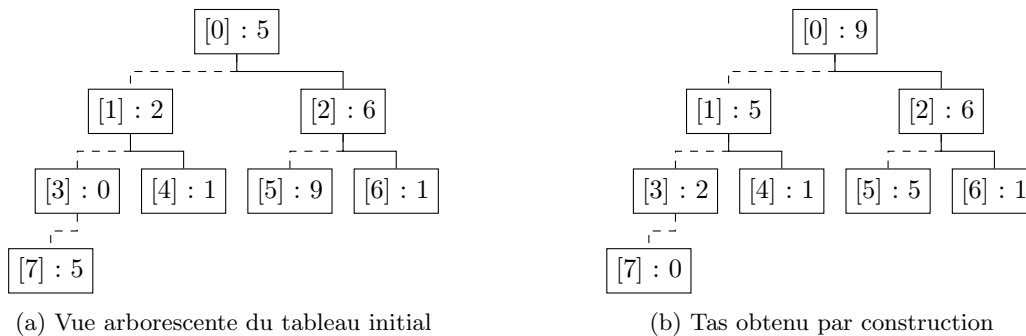 [0] : 5 [0] : 9
[1] : 2 [2] : 6 [1] : 5 [2] : 6
[3] : 0 [4] : 1 [5] : 9 [6] : 1 [3] : 2 [4] : 1 [5] : 5 [6] : 1
[7] : 5 [7] : 0
(a) Vue arborescente du tableau initial (b) Tas obtenu par construction